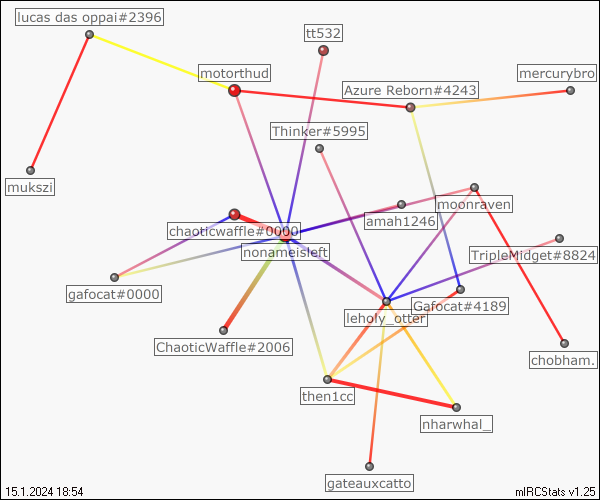 lucas das oppai#2396
tt532
motorthud
mercurybro
Azure Reborn#4243
Thinker#5995
mukszi
moonraven
amah1246
chaoticwaffle#0000
nonameisleft
TripleMidget#8824
gafocat#0000
Gafocat#4189
leholy_otter
ChaoticWaffle#2006
chobham.
then1cc
nharwhal_
gateauxcatto
15.1.2024 18:54
mIRCStats v1.25